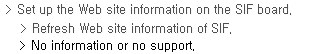 > Set up the Web site information on the SIF board.
> Refresh Web site information of SIF.
> No information or no support.